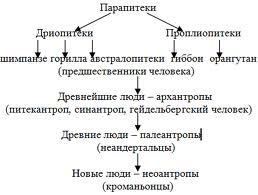 Парапитеки
Дриопитеки Проплиопитеки
шимпанзе горилла австралопитеки гиббон орангутан
(предшественники человека)
Древнейшие люди – архантропы
(питекантроп, синантроп, гейдельбергский человек)
Древние люди – палеантропы
(неандертальцы)
Новые люди – неоантропы
(кроманьонцы)